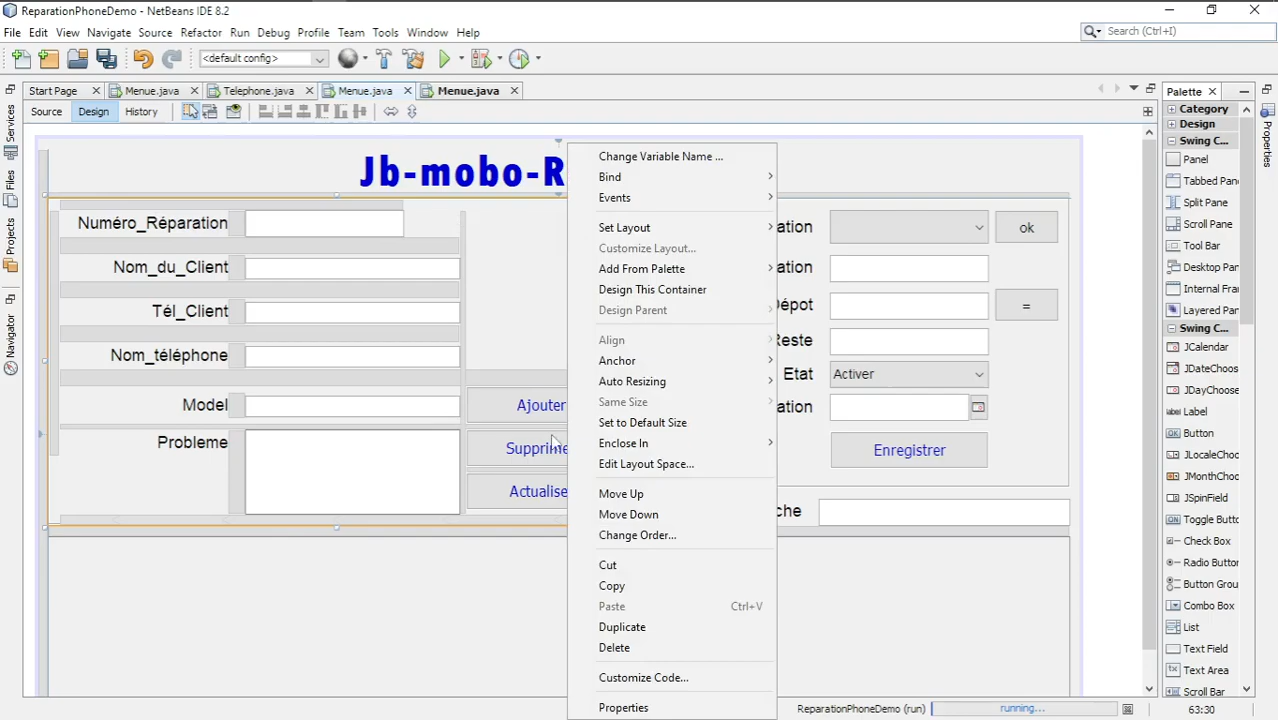 ReparationPhoneDemo - NetBeans IDE 8.2
File Edit View Navigate Source Refactor Run Debug Profile Team Tools Window Help
Search (Ctrl+I)
<default config>
Start Page
Menue.java
Telephone.java
Menue.java
Menue.java
Source Design History
Services
Files
Projects
Navigator
Jb-mobo-R
Numéro_Réparation
Nom_du_Client
Tél_Client
Nom_téléphone
Model
Probleme
Ajouter
Supprime
Actualise
Change Variable Name ...
Bind
Events
Set Layout
Customize Layout...
Add From Palette
Design This Container
Design Parent
Align
Anchor
Auto Resizing
Same Size
Set to Default Size
Enclose In
Edit Layout Space...
Move Up
Move Down
Change Order...
Cut
Copy
Paste Ctrl+V
Duplicate
Delete
Customize Code...
Properties
ation
ok
ation
Dépot
=
Reste
Etat
Activer
ation
Enregistrer
che
Palette
Category
Design
Swing C...
Panel
Tabbed Pan
Split Pane
Scroll Pane
Tool Bar
Desktop Pan
Internal Fra
Layered Pan
Swing C...
JCalendar
JDateChoos
JDayChoose
label Label
Button
JLocaleChoo
JMonthChoo
JSpinField
Toggle Butto
Check Box
Radio Button
Button Grou
Combo Box
List
Text Field
Text Area
Scroll Bar
Properties
ReparationPhoneDemo (run)
running...
63:30